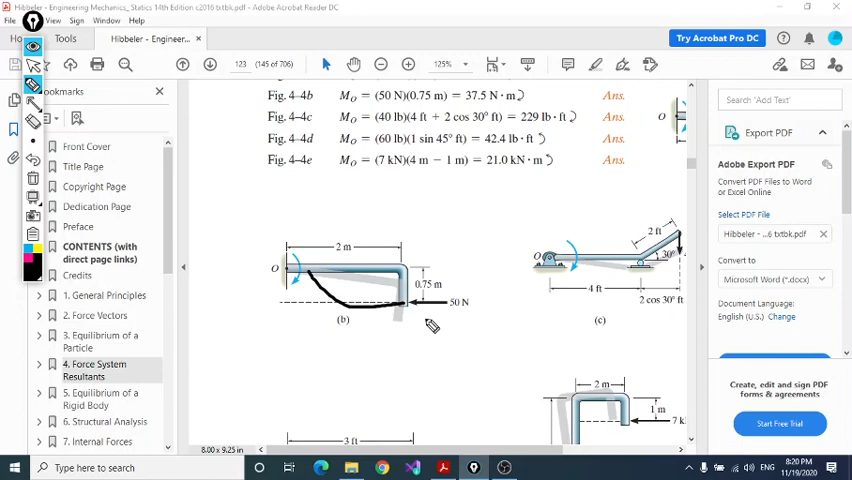 Hibbeler - Engineering Mechanics_ Statics 14th Edition c2016 txtbk.pdf - Adobe Acrobat Reader DC
File
View Sign Window Help
Tools
Hibbeler - Engineer...
Try Acrobat Pro DC
123 (145 of 706)
125%
ookmarks
Front Cover
Title Page
Copyright Page
Dedication Page
Preface
CONTENTS (with
direct page links)
Credits
1. General Principles
2. Force Vectors
3. Equilibrium of a
Particle
4. Force System
Resultants
5. Equilibrium of a
Rigid Body
6. Structural Analysis
7. Internal Forces
Fig. 4–4b M_O = (50 N)(0.75 m) = 37.5 N·m Ans.
Fig. 4–4c M_O = (40 lb)(4 ft + 2 cos 30° ft) = 229 lb·ft Ans.
Fig. 4–4d M_O = (60 lb)(1 sin 45° ft) = 42.4 lb·ft Ans.
Fig. 4–4e M_O = (7 kN)(4 m − 1 m) = 21.0 kN·m Ans.
O
2 m
O
0.75 m
50 N
(b)
2 ft
O
30°
4 ft
2 cos 30° ft
(c)
2 m
1 m
7 k
3 ft
8.00 x 9.25 in
Search 'Add Text'
Export PDF
Adobe Export PDF
Convert PDF Files to Word
or Excel Online
Select PDF File
Hibbeler -...6 txtbk.pdf
Convert to
Microsoft Word (*.docx)
Document Language:
English (U.S.) Change
Create, edit and sign PDF
forms & agreements
Start Free Trial
Type here to search
ENG
8:20 PM
11/19/2020